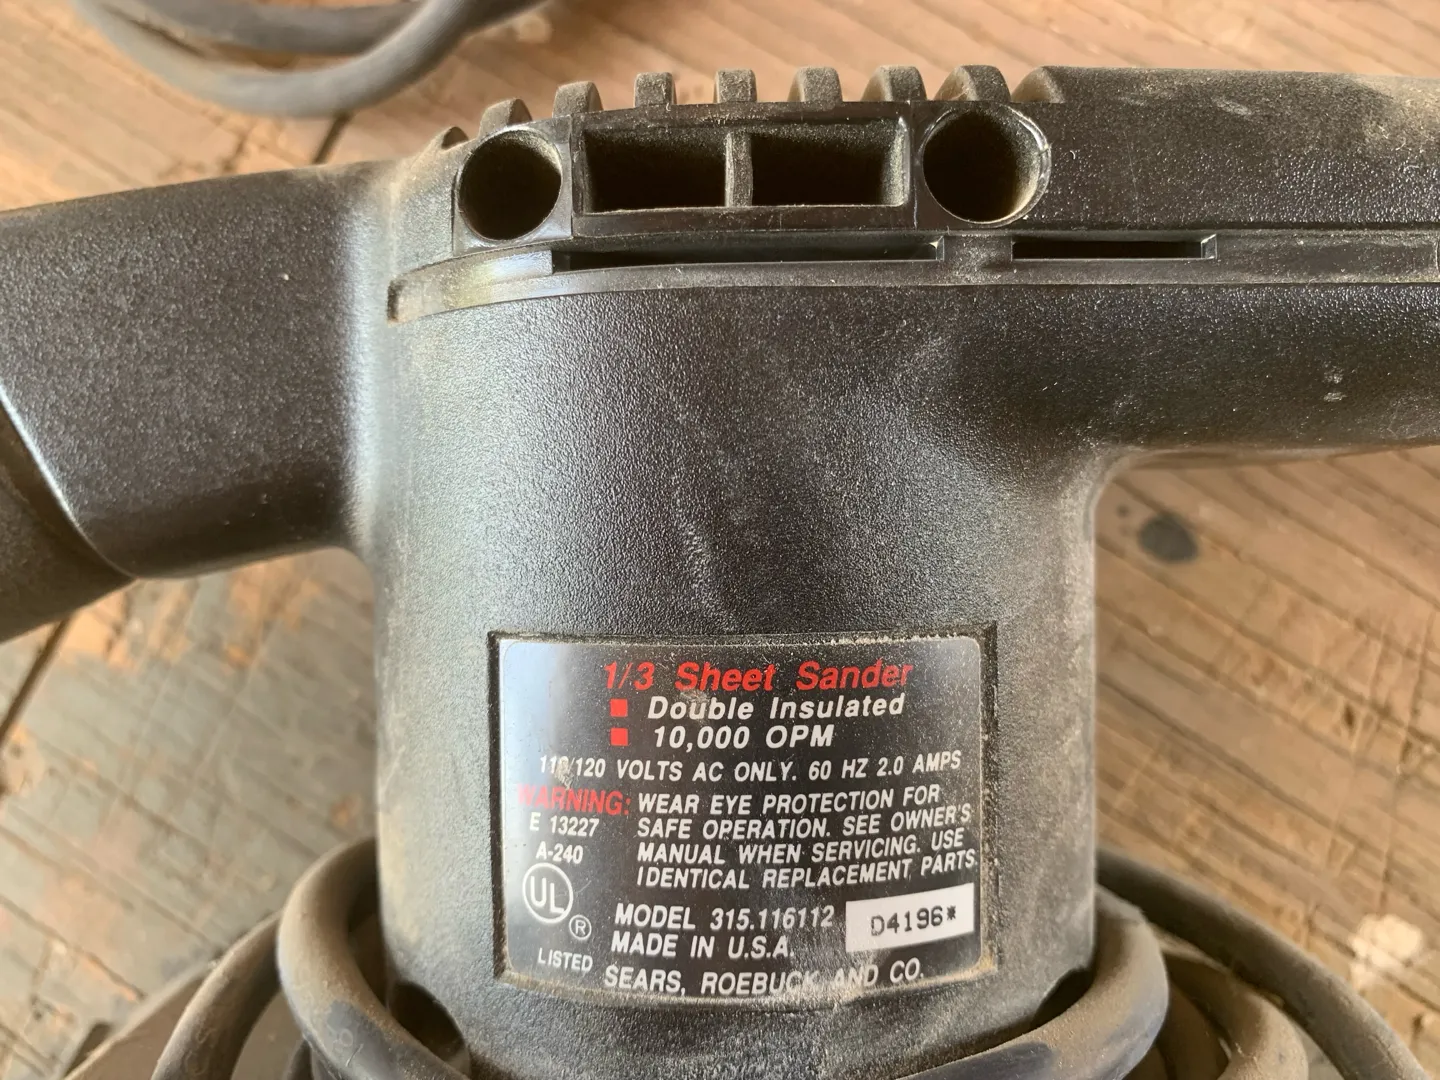 1/3 Sheet Sander
Double Insulated
10,000 OPM
110/120 VOLTS AC ONLY. 60 HZ 2.0 AMPS
WARNING: WEAR EYE PROTECTION FOR
E 13227 SAFE OPERATION. SEE OWNER'S
A-240 MANUAL WHEN SERVICING. USE
IDENTICAL REPLACEMENT PARTS.
UL
®
LISTED
MODEL 315.116112 D4196*
MADE IN U.S.A.
SEARS, ROEBUCK AND CO.